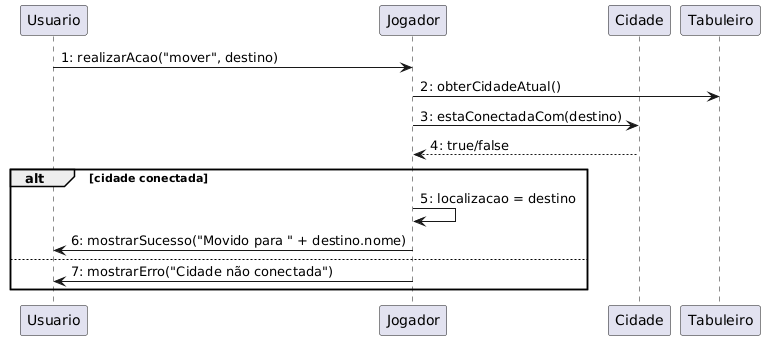 Usuario Jogador Cidade Tabuleiro
1: realizarAcao("mover", destino)
2: obterCidadeAtual()
3: estaConectadaCom(destino)
4: true/false
alt [cidade conectada]
5: localizacao = destino
6: mostrarSucesso("Movido para " + destino.nome)
7: mostrarErro("Cidade não conectada")
Usuario Jogador Cidade Tabuleiro